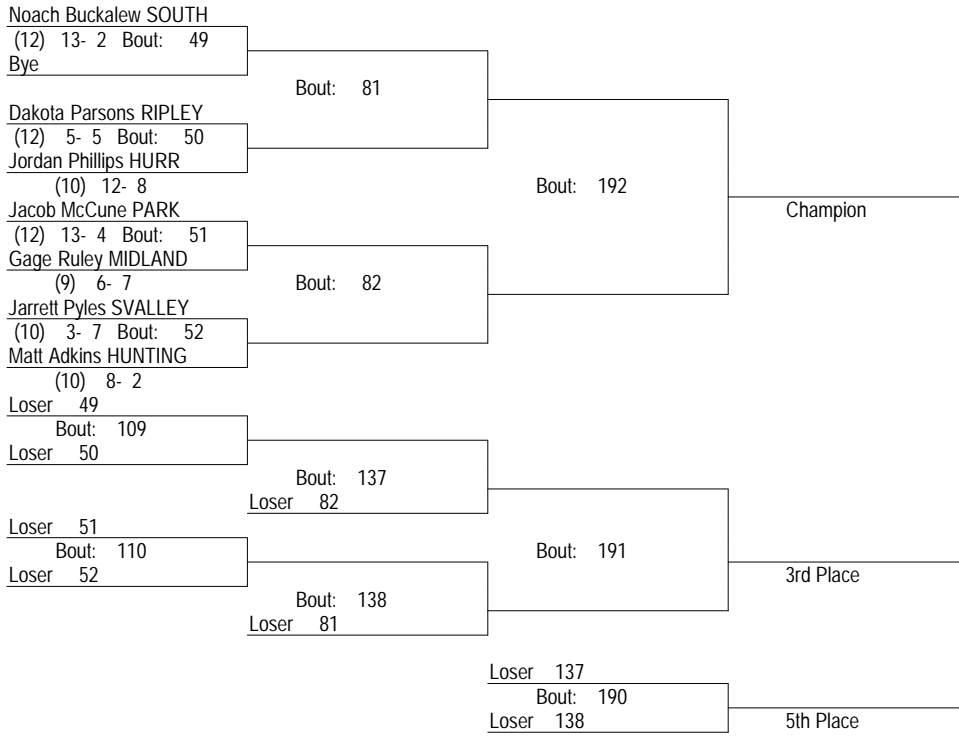 Noach Buckalew SOUTH
(12) 13- 2 Bout: 49
Bye
Bout: 81
Dakota Parsons RIPLEY
(12) 5- 5 Bout: 50
Jordan Phillips HURR
(10) 12- 8
Bout: 192
Jacob McCune PARK
Champion
(12) 13- 4 Bout: 51
Gage Ruley MIDLAND
(9) 6- 7
Bout: 82
Jarrett Pyles SVALLEY
(10) 3- 7 Bout: 52
Matt Adkins HUNTING
(10) 8- 2
Loser 49
Bout: 109
Loser 50
Bout: 137
Loser 82
Loser 51
Bout: 110
Bout: 191
Loser 52
3rd Place
Bout: 138
Loser 81
Loser 137
Bout: 190
Loser 138
5th Place